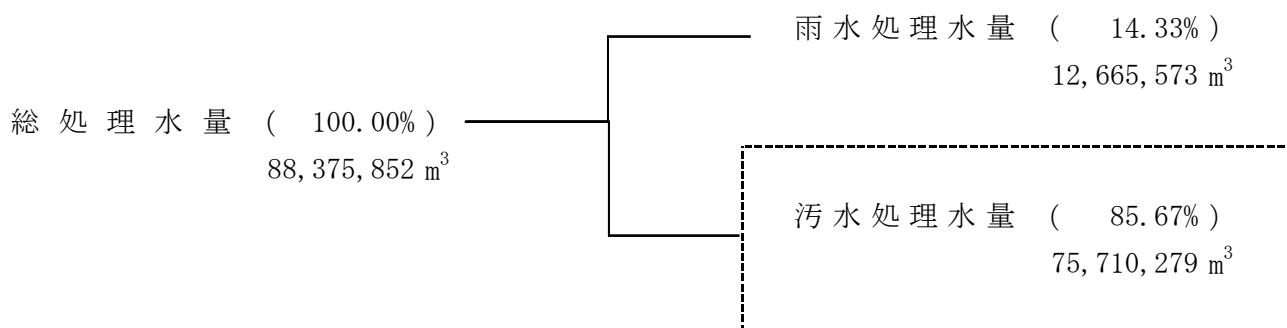 雨水処理水量 ( 14.33%)
12,665,573 m³
総処理水量 ( 100.00%)
88,375,852 m³
汚水処理水量 ( 85.67%)
75,710,279 m³